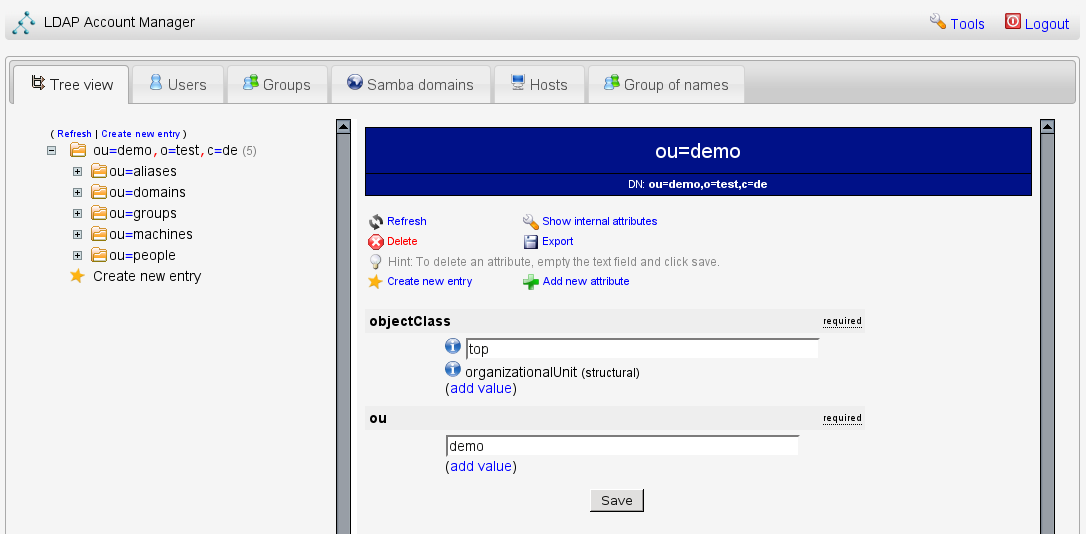 LDAP Account Manager
Tools Logout
Tree view Users Groups Samba domains Hosts Group of names
( Refresh | Create new entry )
ou=demo,o=test,c=de (5)
ou=aliases
ou=domains
ou=groups
ou=machines
ou=people
Create new entry
ou=demo
DN: ou=demo,o=test,c=de
Refresh Show internal attributes
Delete Export
Hint: To delete an attribute, empty the text field and click save.
Create new entry Add new attribute
objectClass required
top
organizationalUnit (structural)
(add value)
ou required
demo
(add value)
Save